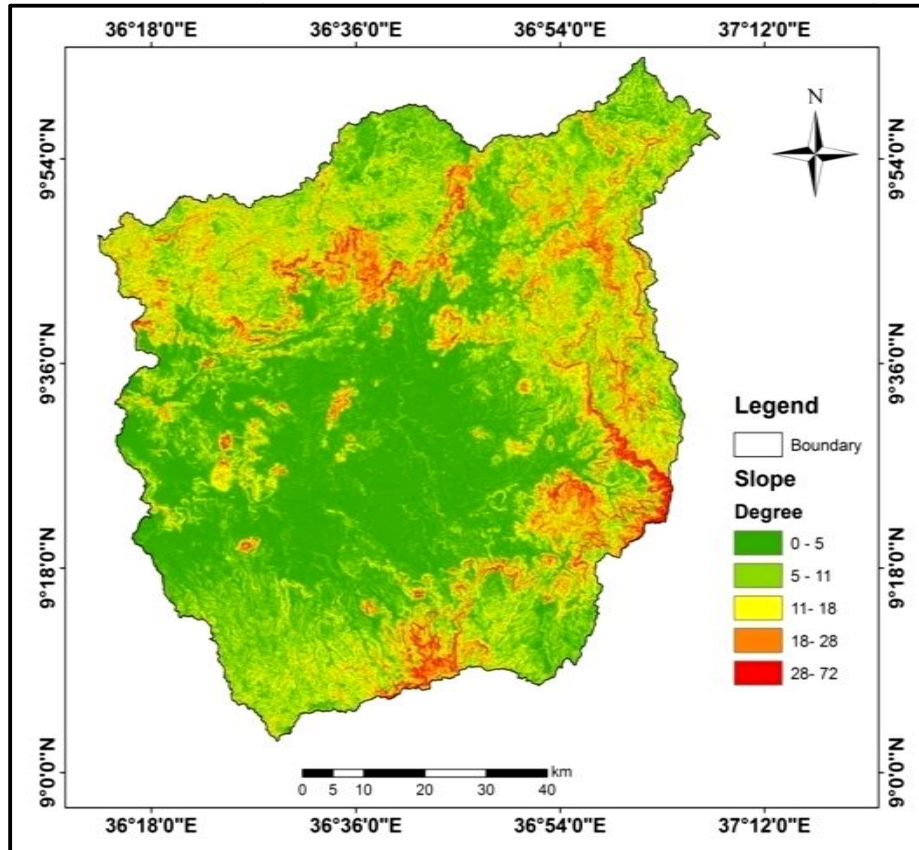 36°18'0"E 36°36'0"E 36°54'0"E 37°12'0"E
N
9°54'0"N 9°54'0"N
9°36'0"N 9°36'0"N
Legend
Boundary
Slope
Degree
0 - 5
9°18'0"N 9°18'0"N
5 - 11
11- 18
18- 28
28- 72
9°0'0"N 9°0'0"N
km
0 5 10 20 30 40
36°18'0"E 36°36'0"E 36°54'0"E 37°12'0"E